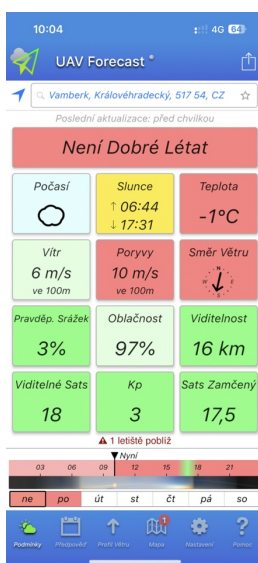 10:04
4G 64
UAV Forecast
Vamberk, Královéhradecký, 517 54, CZ
Poslední aktualizace: před chvilkou
Není Dobré Létat
Počasí
Slunce
↑ 06:44
↓ 17:31
Teplota
-1°C
Vítr
6 m/s
ve 100m
Poryvy
10 m/s
ve 100m
Směr Větru
N
W E
S
Pravděp. Srážek
3%
Oblačnost
97%
Viditelnost
16 km
Viditelné Sats
18
Kp
3
Sats Zamčený
17,5
1 letiště poblíž
Nyní
03 06 09 12 15 18 21
ne po út st čt pá so
1
Podmínky Předpověď Profil Větru Mapa Nastavení Pomoc